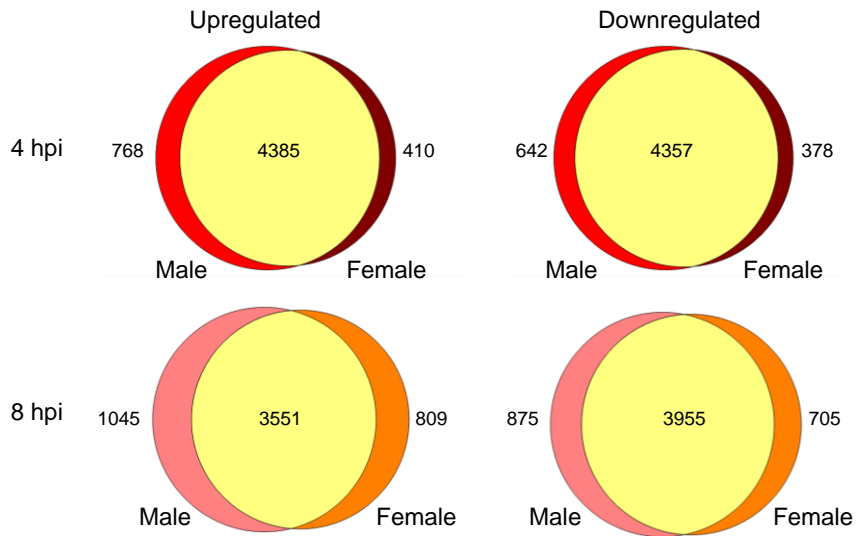 Upregulated Downregulated
4 hpi 768 4385 410 642 4357 378
Male Female Male Female
8 hpi 1045 3551 809 875 3955 705
Male Female Male Female